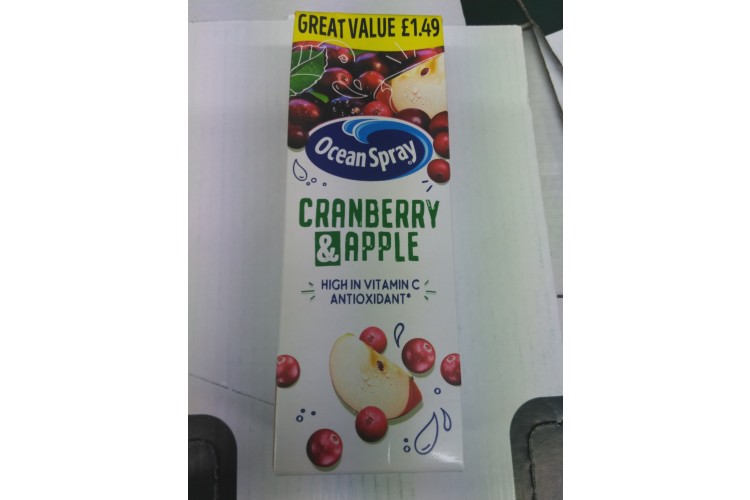 GREAT VALUE £1.49
Ocean Spray
CRANBERRY
& APPLE
HIGH IN VITAMIN C
ANTIOXIDANT*